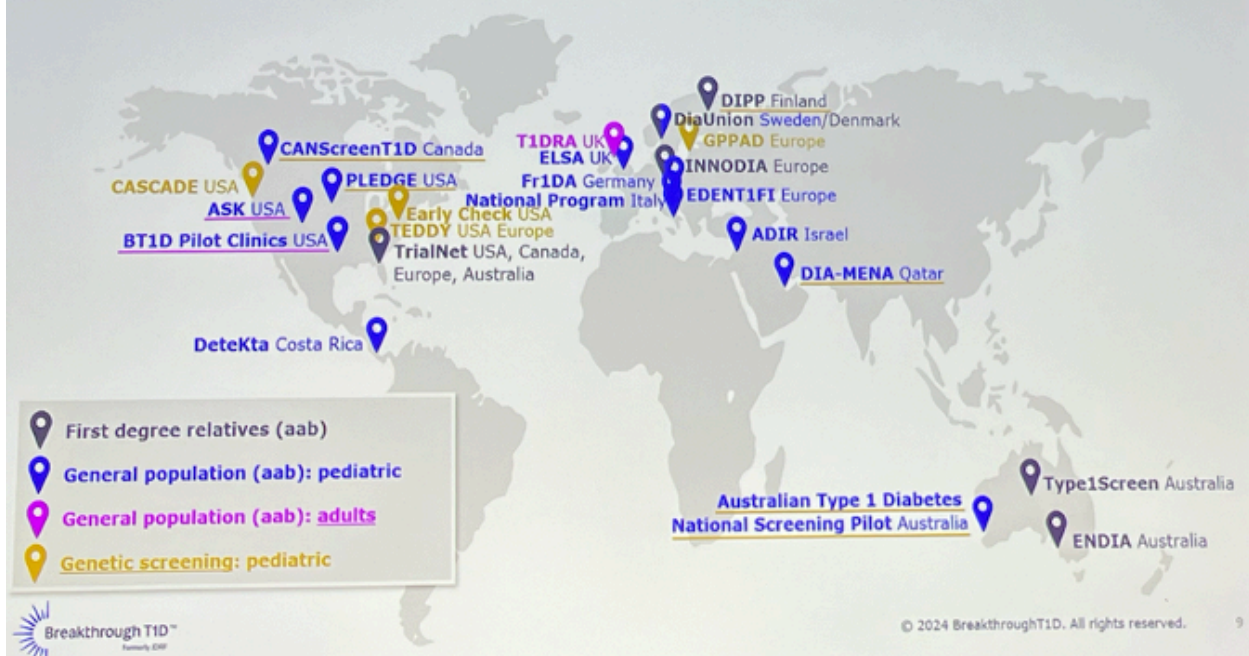 DIPP Finland
DiaUnion Sweden/Denmark
T1DRA UK
GPPAD Europe
CANScreenT1D Canada
ELSA UK
INNODIA Europe
CASCADE USA
PLEDGE USA
Fr1DA Germany
National Program Italy
EDENT1FI Europe
ASK USA
Early Check USA
TEDDY USA Europe
BT1D Pilot Clinics USA
ADIR Israel
TrialNet USA, Canada,
Europe, Australia
DIA-MENA Qatar
DeteKta Costa Rica
First degree relatives (aab)
General population (aab): pediatric
General population (aab): adults
Genetic screening: pediatric
Type1Screen Australia
Australian Type 1 Diabetes
National Screening Pilot Australia
ENDIA Australia
Breakthrough T1D™
Formerly JDRF
© 2024 BreakthroughT1D. All rights reserved.
9